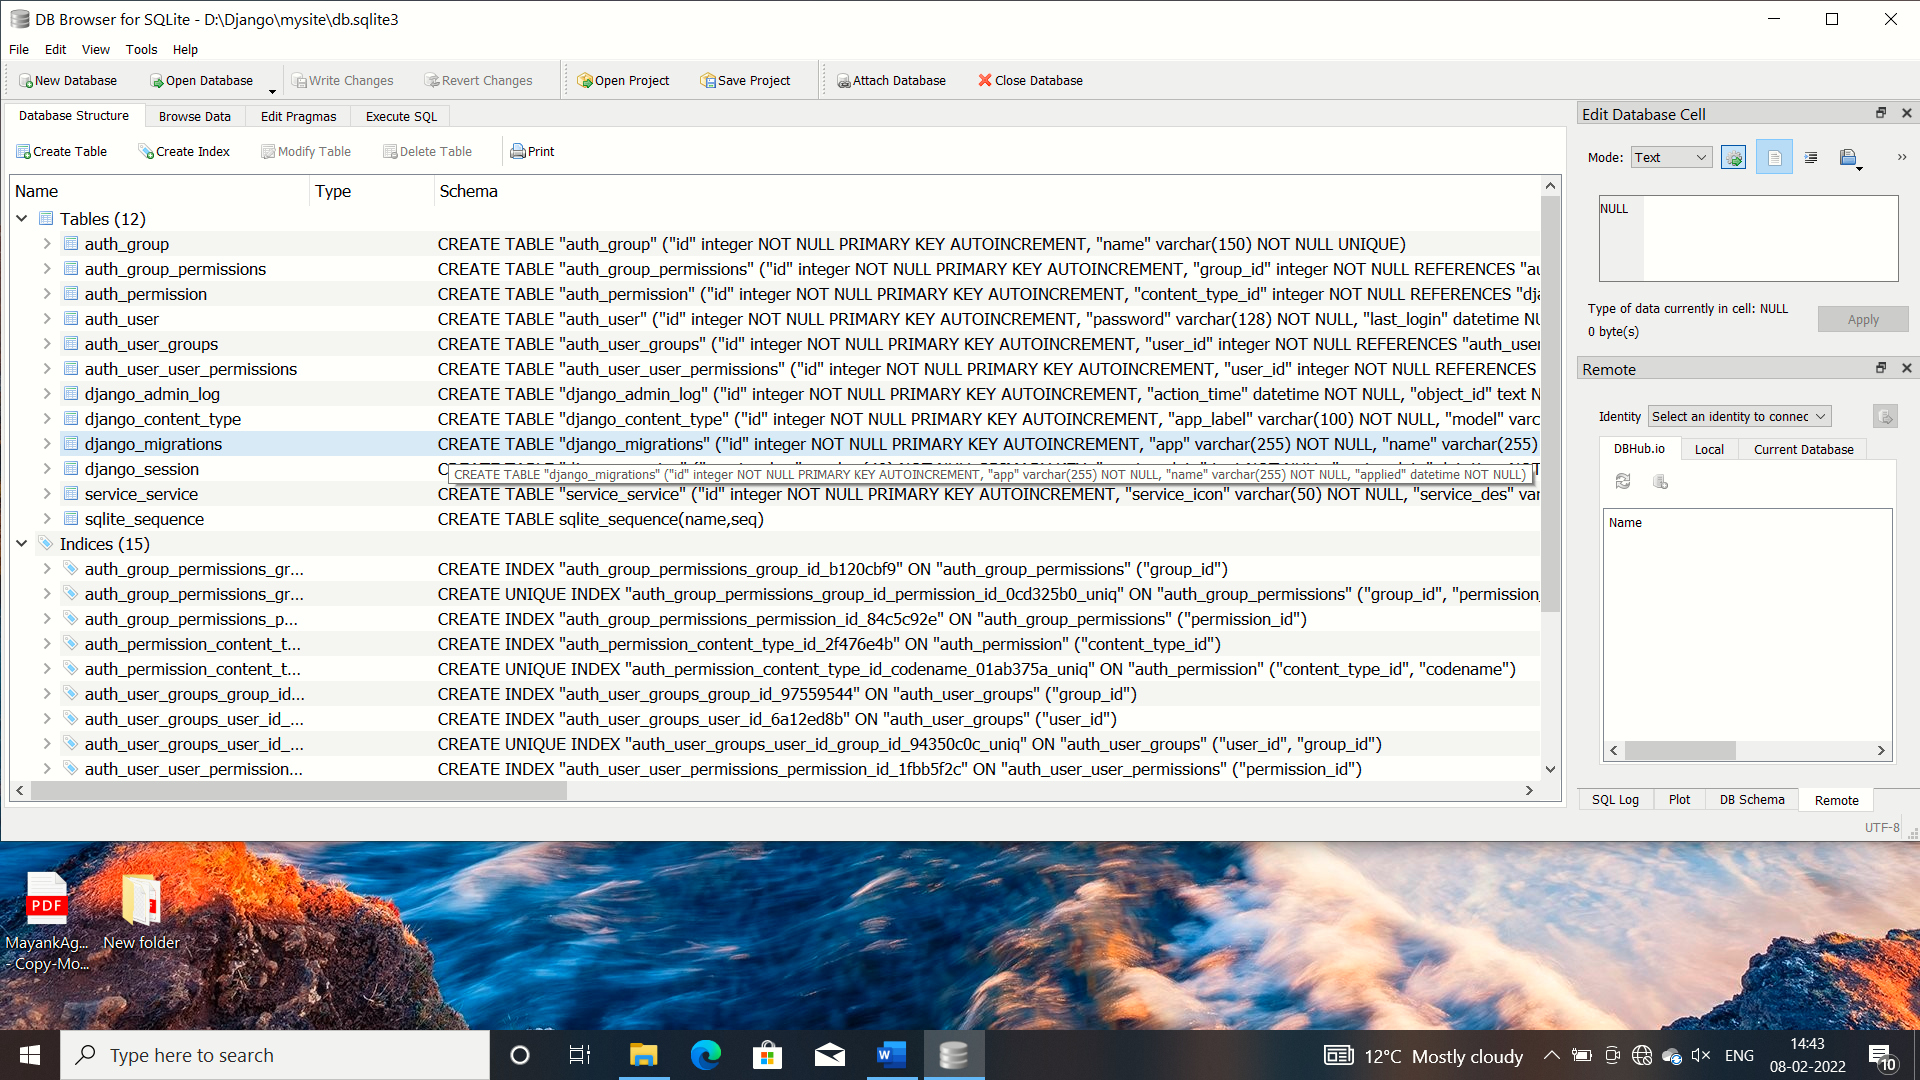 DB Browser for SQLite - D:\Django\mysite\db.sqlite3
File Edit View Tools Help
New Database Open Database Write Changes Revert Changes Open Project Save Project Attach Database Close Database
Database Structure Browse Data Edit Pragmas Execute SQL
Create Table Create Index Modify Table Delete Table Print
Name Type Schema
Tables (12)
auth_group CREATE TABLE "auth_group" ("id" integer NOT NULL PRIMARY KEY AUTOINCREMENT, "name" varchar(150) NOT NULL UNIQUE)
auth_group_permissions CREATE TABLE "auth_group_permissions" ("id" integer NOT NULL PRIMARY KEY AUTOINCREMENT, "group_id" integer NOT NULL REFERENCES "au
auth_permission CREATE TABLE "auth_permission" ("id" integer NOT NULL PRIMARY KEY AUTOINCREMENT, "content_type_id" integer NOT NULL REFERENCES "dja
auth_user CREATE TABLE "auth_user" ("id" integer NOT NULL PRIMARY KEY AUTOINCREMENT, "password" varchar(128) NOT NULL, "last_login" datetime NU
auth_user_groups CREATE TABLE "auth_user_groups" ("id" integer NOT NULL PRIMARY KEY AUTOINCREMENT, "user_id" integer NOT NULL REFERENCES "auth_user
auth_user_user_permissions CREATE TABLE "auth_user_user_permissions" ("id" integer NOT NULL PRIMARY KEY AUTOINCREMENT, "user_id" integer NOT NULL REFERENCES
django_admin_log CREATE TABLE "django_admin_log" ("id" integer NOT NULL PRIMARY KEY AUTOINCREMENT, "action_time" datetime NOT NULL, "object_id" text N
django_content_type CREATE TABLE "django_content_type" ("id" integer NOT NULL PRIMARY KEY AUTOINCREMENT, "app_label" varchar(100) NOT NULL, "model" varc
django_migrations CREATE TABLE "django_migrations" ("id" integer NOT NULL PRIMARY KEY AUTOINCREMENT, "app" varchar(255) NOT NULL, "name" varchar(255)
django_session
CREATE TABLE "django_migrations" ("id" integer NOT NULL PRIMARY KEY AUTOINCREMENT, "app" varchar(255) NOT NULL, "name" varchar(255) NOT NULL, "applied" datetime NOT NULL)
service_service CREATE TABLE "service_service" ("id" integer NOT NULL PRIMARY KEY AUTOINCREMENT, "service_icon" varchar(50) NOT NULL, "service_des" var
sqlite_sequence CREATE TABLE sqlite_sequence(name,seq)
Indices (15)
auth_group_permissions_gr... CREATE INDEX "auth_group_permissions_group_id_b120cbf9" ON "auth_group_permissions" ("group_id")
auth_group_permissions_gr... CREATE UNIQUE INDEX "auth_group_permissions_group_id_permission_id_0cd325b0_uniq" ON "auth_group_permissions" ("group_id", "permission_
auth_group_permissions_p... CREATE INDEX "auth_group_permissions_permission_id_84c5c92e" ON "auth_group_permissions" ("permission_id")
auth_permission_content_t... CREATE INDEX "auth_permission_content_type_id_2f476e4b" ON "auth_permission" ("content_type_id")
auth_permission_content_t... CREATE UNIQUE INDEX "auth_permission_content_type_id_codename_01ab375a_uniq" ON "auth_permission" ("content_type_id", "codename")
auth_user_groups_group_id... CREATE INDEX "auth_user_groups_group_id_97559544" ON "auth_user_groups" ("group_id")
auth_user_groups_user_id_... CREATE INDEX "auth_user_groups_user_id_6a12ed8b" ON "auth_user_groups" ("user_id")
auth_user_groups_user_id_... CREATE UNIQUE INDEX "auth_user_groups_user_id_group_id_94350c0c_uniq" ON "auth_user_groups" ("user_id", "group_id")
auth_user_user_permission... CREATE INDEX "auth_user_user_permissions_permission_id_1fbb5f2c" ON "auth_user_user_permissions" ("permission_id")
Edit Database Cell
Mode: Text
NULL
Type of data currently in cell: NULL
0 byte(s)
Apply
Remote
Identity Select an identity to connec
DBHub.io Local Current Database
Name
SQL Log Plot DB Schema Remote
UTF-8
PDF
MayankAg...
- Copy-Mo...
New folder
Type here to search
12°C Mostly cloudy
ENG
14:43
08-02-2022
10